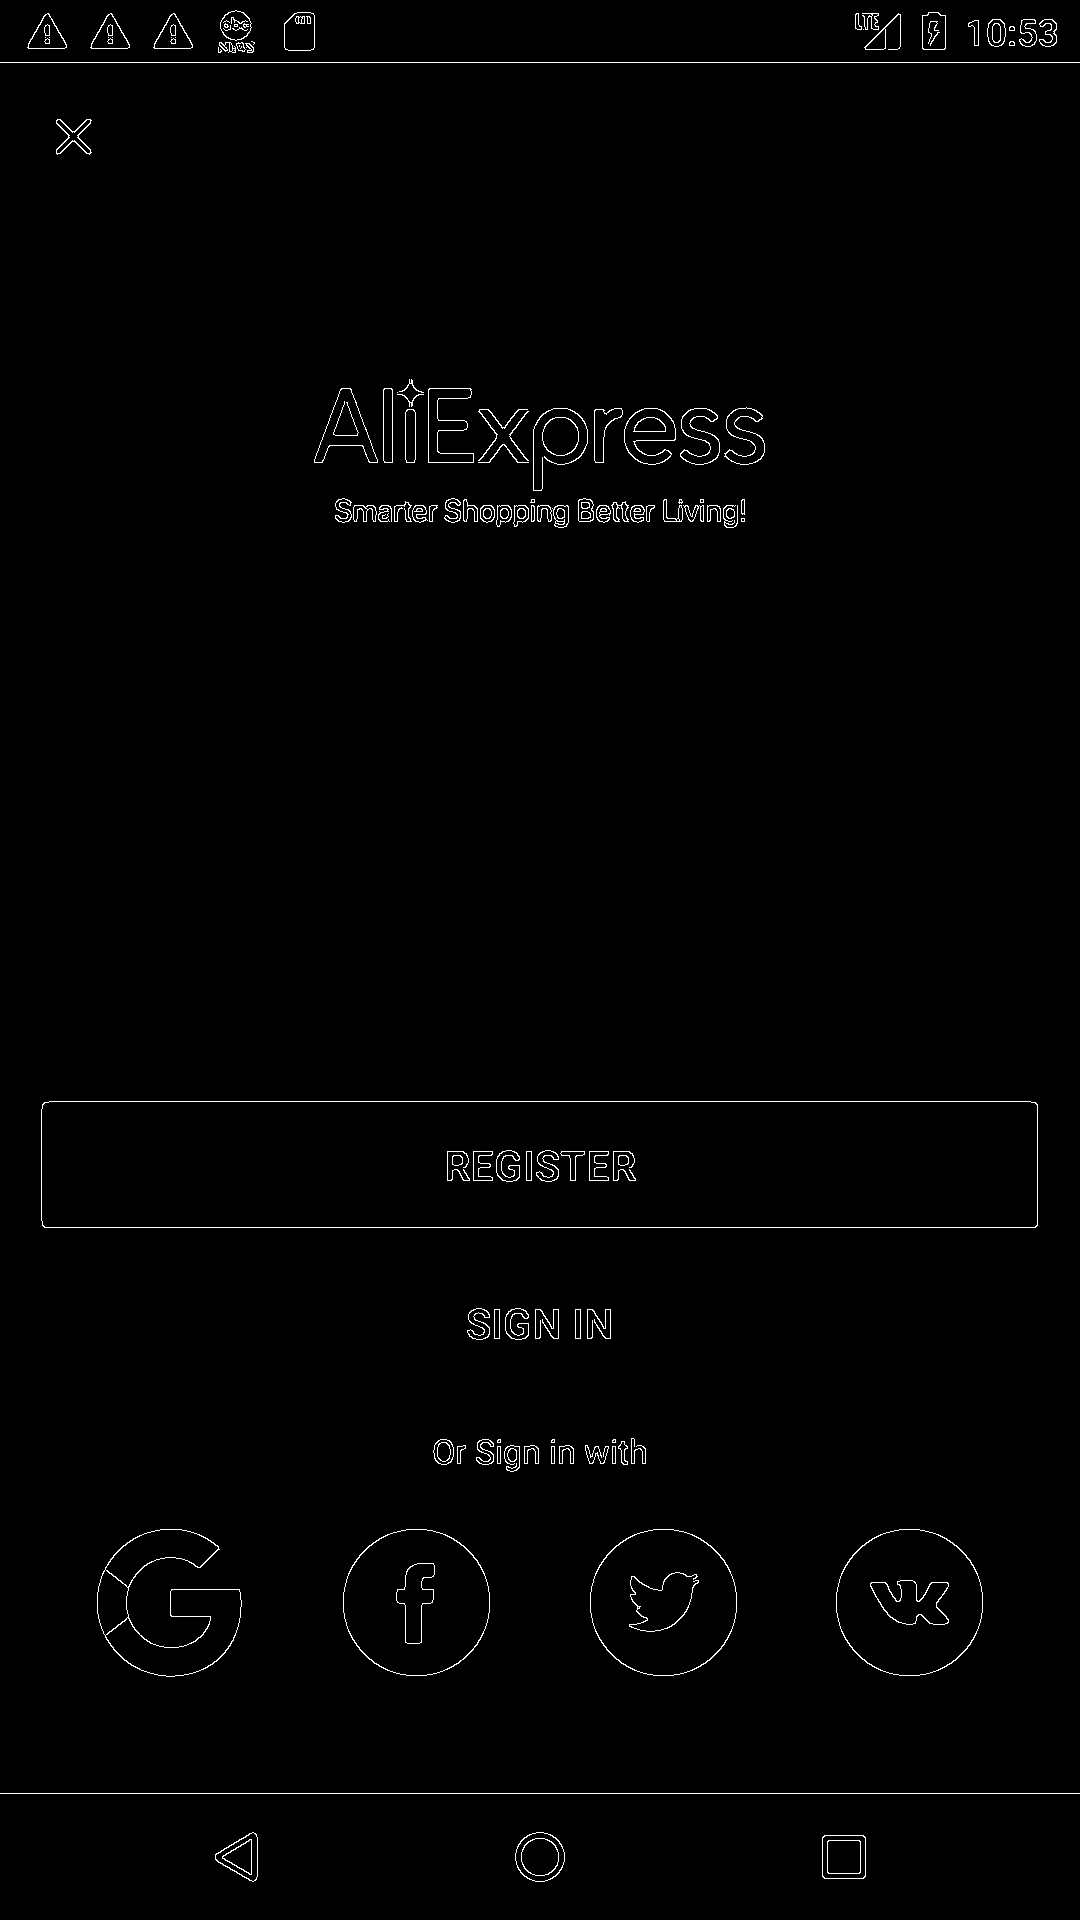 abc NEWS LTE 10:53
AliExpress
Smarter Shopping Better Living!
REGISTER
SIGN IN
Or Sign in with